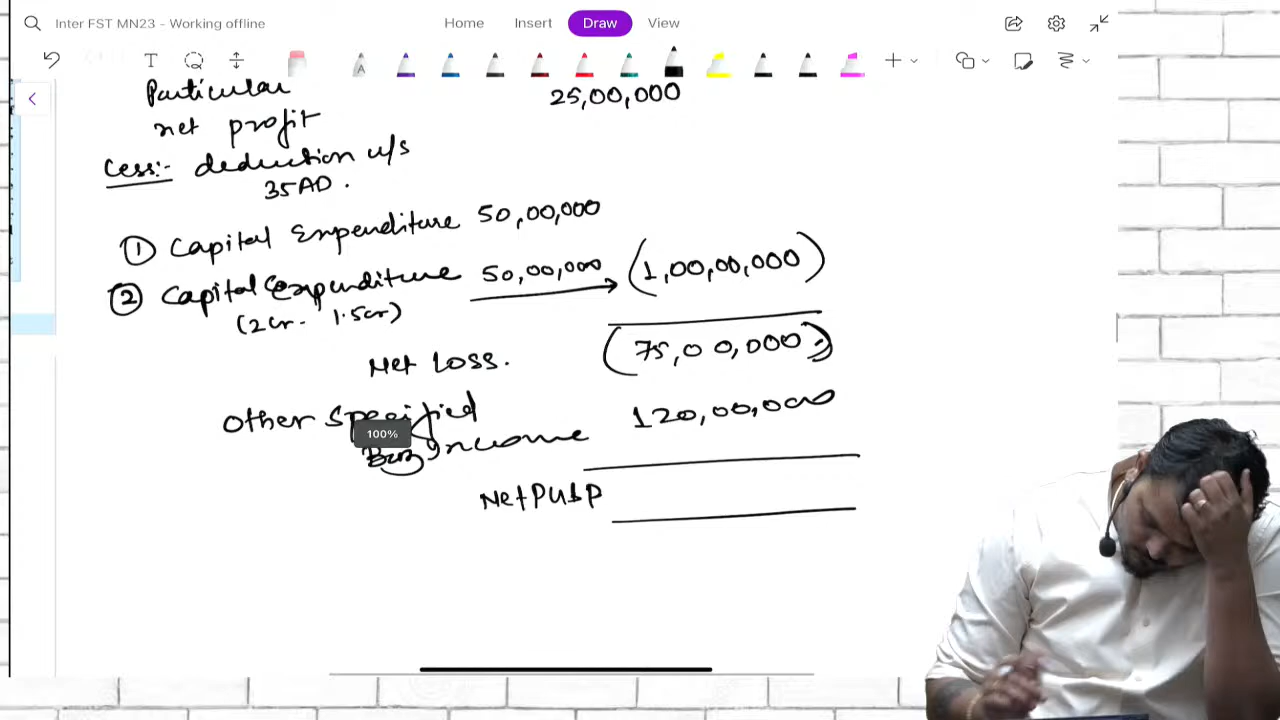 Inter FST MN23 - Working offline
Home Insert Draw View
Particular
25,00,000
net profit
Less:- deduction u/s
35AD.
① Capital Expenditure 50,00,000
② Capital Expenditure 50,00,000 (1,00,00,000)
(2cr - 1.5cr)
Net Loss. (75,00,000)
Other Specified 120,00,000
100%
Buz Income
Net PUBP